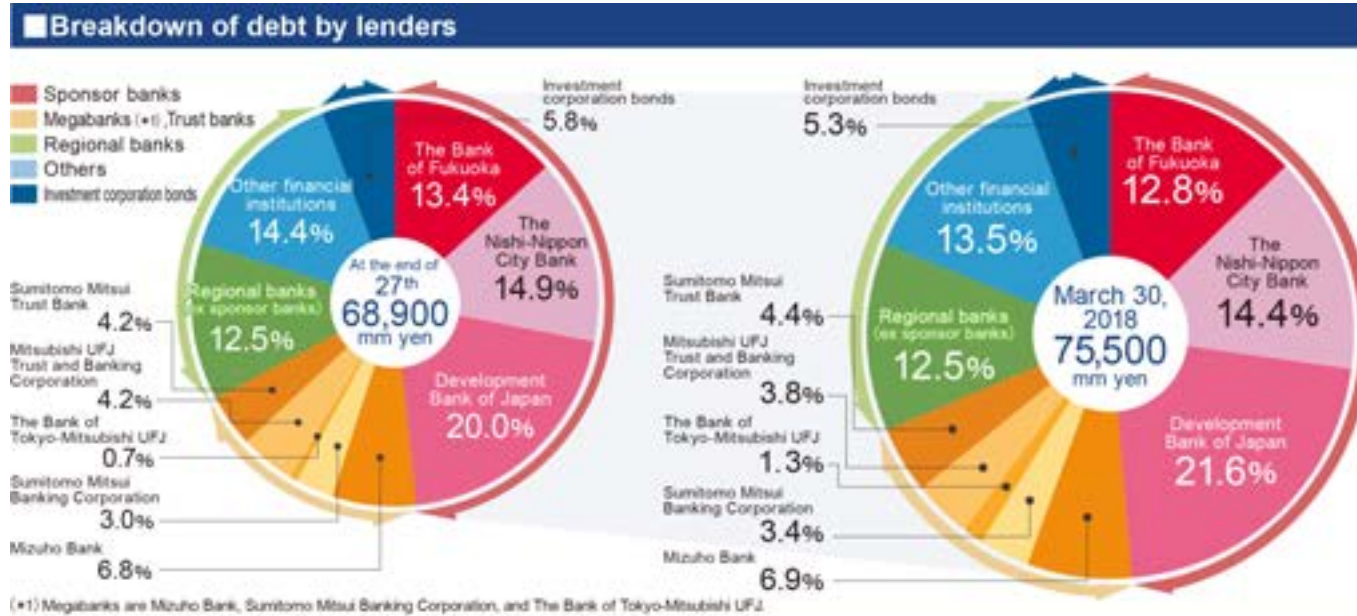 ■Breakdown of debt by lenders
Sponsor banks
Megabanks (*1) ,Trust banks
Regional banks
Others
Investment corporation bonds
Investment
corporation bonds
5.8%
The Bank
of Fukuoka
13.4%
The
Nishi-Nippon
City Bank
14.9%
Development
Bank of Japan
20.0%
Other financial
institutions
14.4%
Regional banks
(ex sponsor banks)
12.5%
At the end of
27th
68,900
mm yen
Sumitomo Mitsui
Trust Bank
4.2%
Mitsubishi UFJ
Trust and Banking
Corporation
4.2%
The Bank of
Tokyo-Mitsubishi UFJ
0.7%
Sumitomo Mitsui
Banking Corporation
3.0%
Mizuho Bank
6.8%
Investment
corporation bonds
5.3%
The Bank
of Fukuoka
12.8%
The
Nishi-Nippon
City Bank
14.4%
Development
Bank of Japan
21.6%
Other financial
institutions
13.5%
Regional banks
(ex sponsor banks)
12.5%
March 30,
2018
75,500
mm yen
Sumitomo Mitsui
Trust Bank
4.4%
Mitsubishi UFJ
Trust and Banking
Corporation
3.8%
The Bank of
Tokyo-Mitsubishi UFJ
1.3%
Sumitomo Mitsui
Banking Corporation
3.4%
Mizuho Bank
6.9%
(*1) Megabanks are Mizuho Bank, Sumitomo Mitsui Banking Corporation, and The Bank of Tokyo-Mitsubishi UFJ.